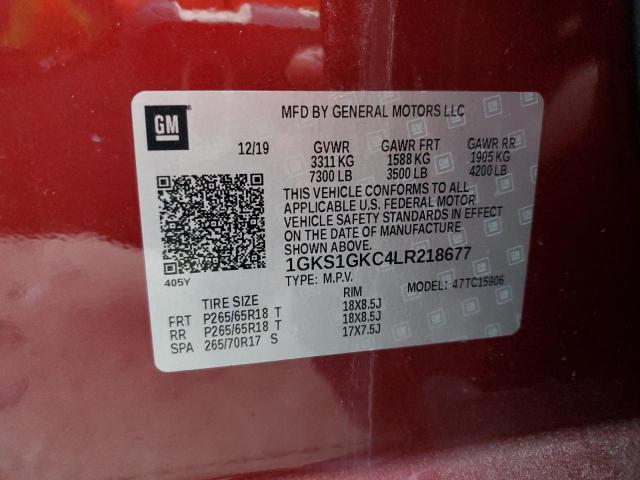 GM
MFD BY GENERAL MOTORS LLC
12/19 GVWR GAWR FRT GAWR RR
3311 KG 1588 KG 1905 KG
7300 LB 3500 LB 4200 LB
THIS VEHICLE CONFORMS TO ALL
APPLICABLE U.S. FEDERAL MOTOR
VEHICLE SAFETY STANDARDS IN EFFECT
ON THE DATE OF MANUFACTURE
SHOWN ABOVE.
1GKS1GKC4LR218677
405Y
TYPE: M.P.V. MODEL: 47TC15906
TIRE SIZE RIM
FRT P265/65R18 T 18X8.5J
RR P265/65R18 T 18X8.5J
SPA 265/70R17 S 17X7.5J